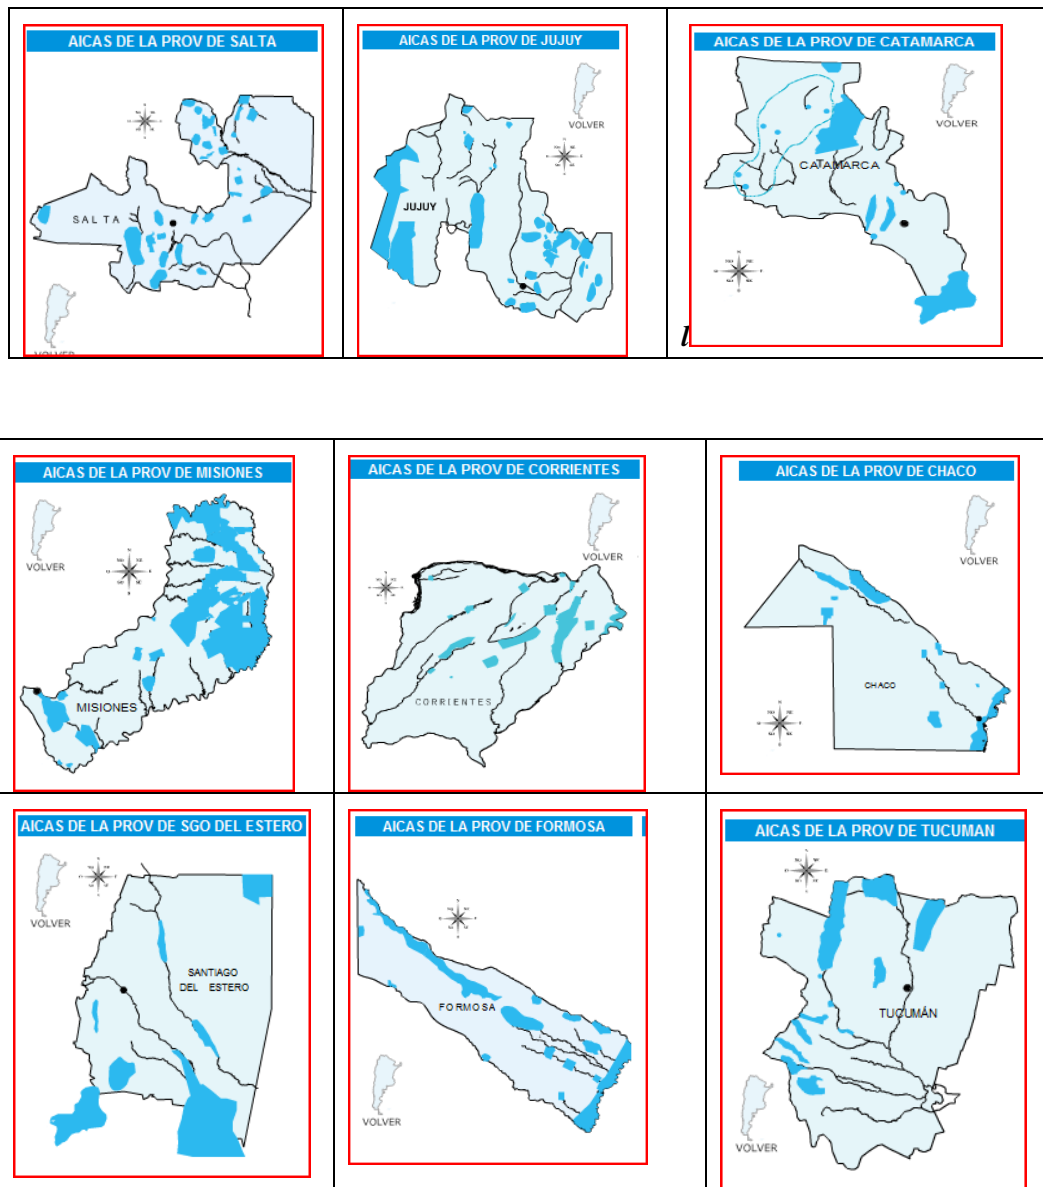 AICAS DE LA PROV DE SALTA
SALTA
VOLVER
AICAS DE LA PROV DE JUJUY
VOLVER
JUJUY
AICAS DE LA PROV DE CATAMARCA
VOLVER
CATAMARCA
l
AICAS DE LA PROV DE MISIONES
VOLVER
MISIONES
AICAS DE LA PROV DE CORRIENTES
VOLVER
CORRIENTES
AICAS DE LA PROV DE CHACO
VOLVER
CHACO
AICAS DE LA PROV DE SGO DEL ESTERO
VOLVER
SANTIAGO
DEL ESTERO
AICAS DE LA PROV DE FORMOSA
FORMOSA
VOLVER
AICAS DE LA PROV DE TUCUMAN
TUCUMÁN
VOLVER